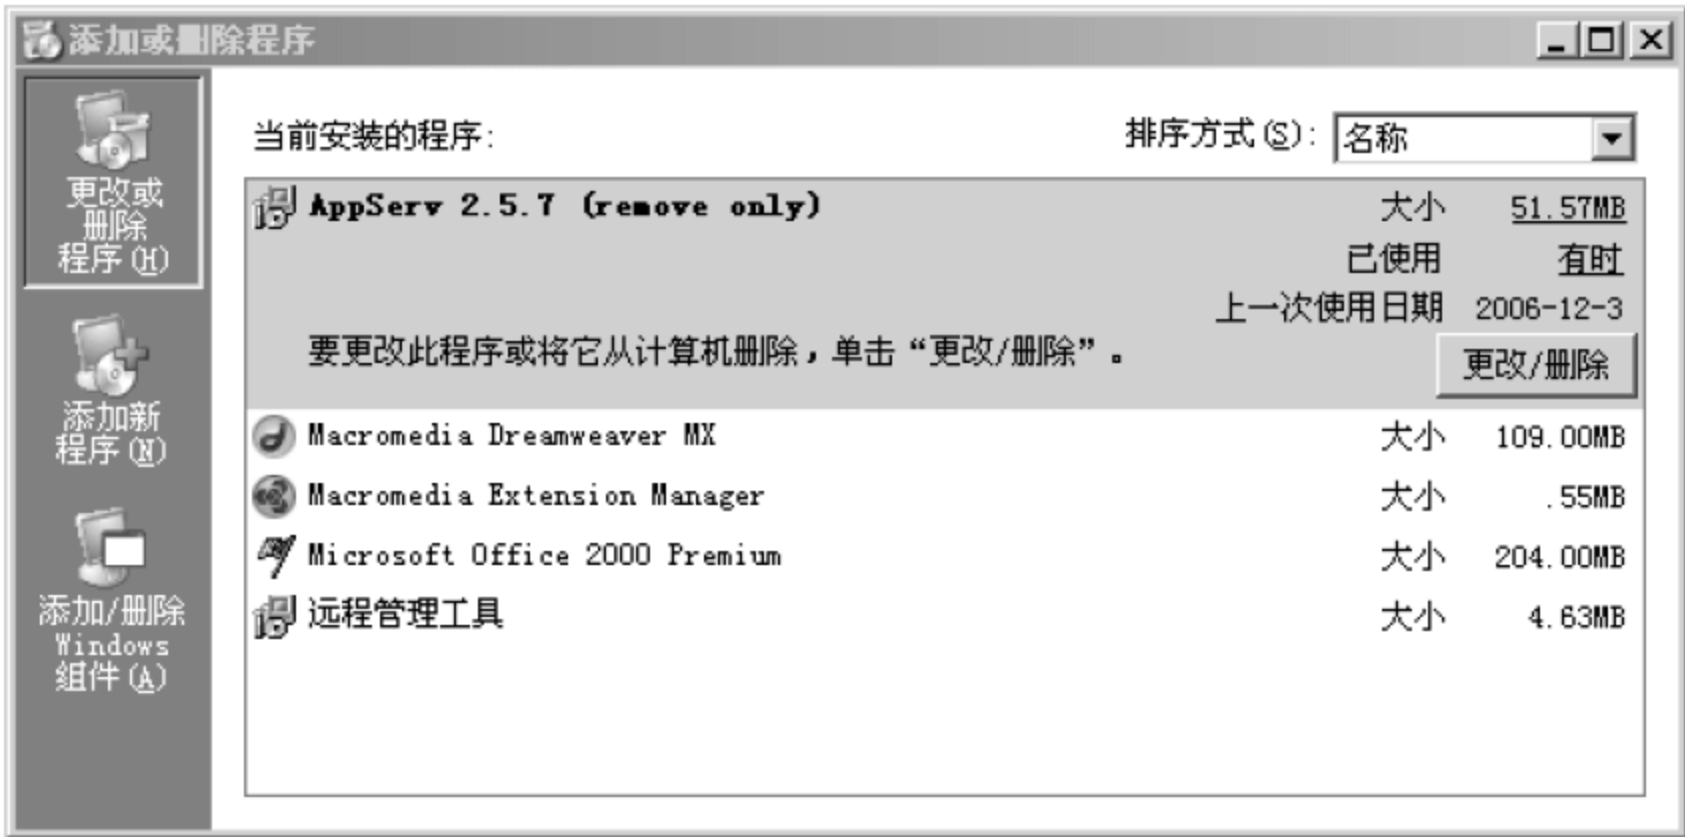 添加或删除程序
更改或
删除
程序(H)
添加新
程序(N)
添加/删除
Windows
组件(A)
当前安装的程序:
排序方式(S): 名称
AppServ 2.5.7 (remove only) 大小 51.57MB
已使用 有时
上一次使用日期 2006-12-3
要更改此程序或将它从计算机删除，单击“更改/删除”。
更改/删除
Macromedia Dreamweaver MX 大小 109.00MB
Macromedia Extension Manager 大小 .55MB
Microsoft Office 2000 Premium 大小 204.00MB
远程管理工具 大小 4.63MB